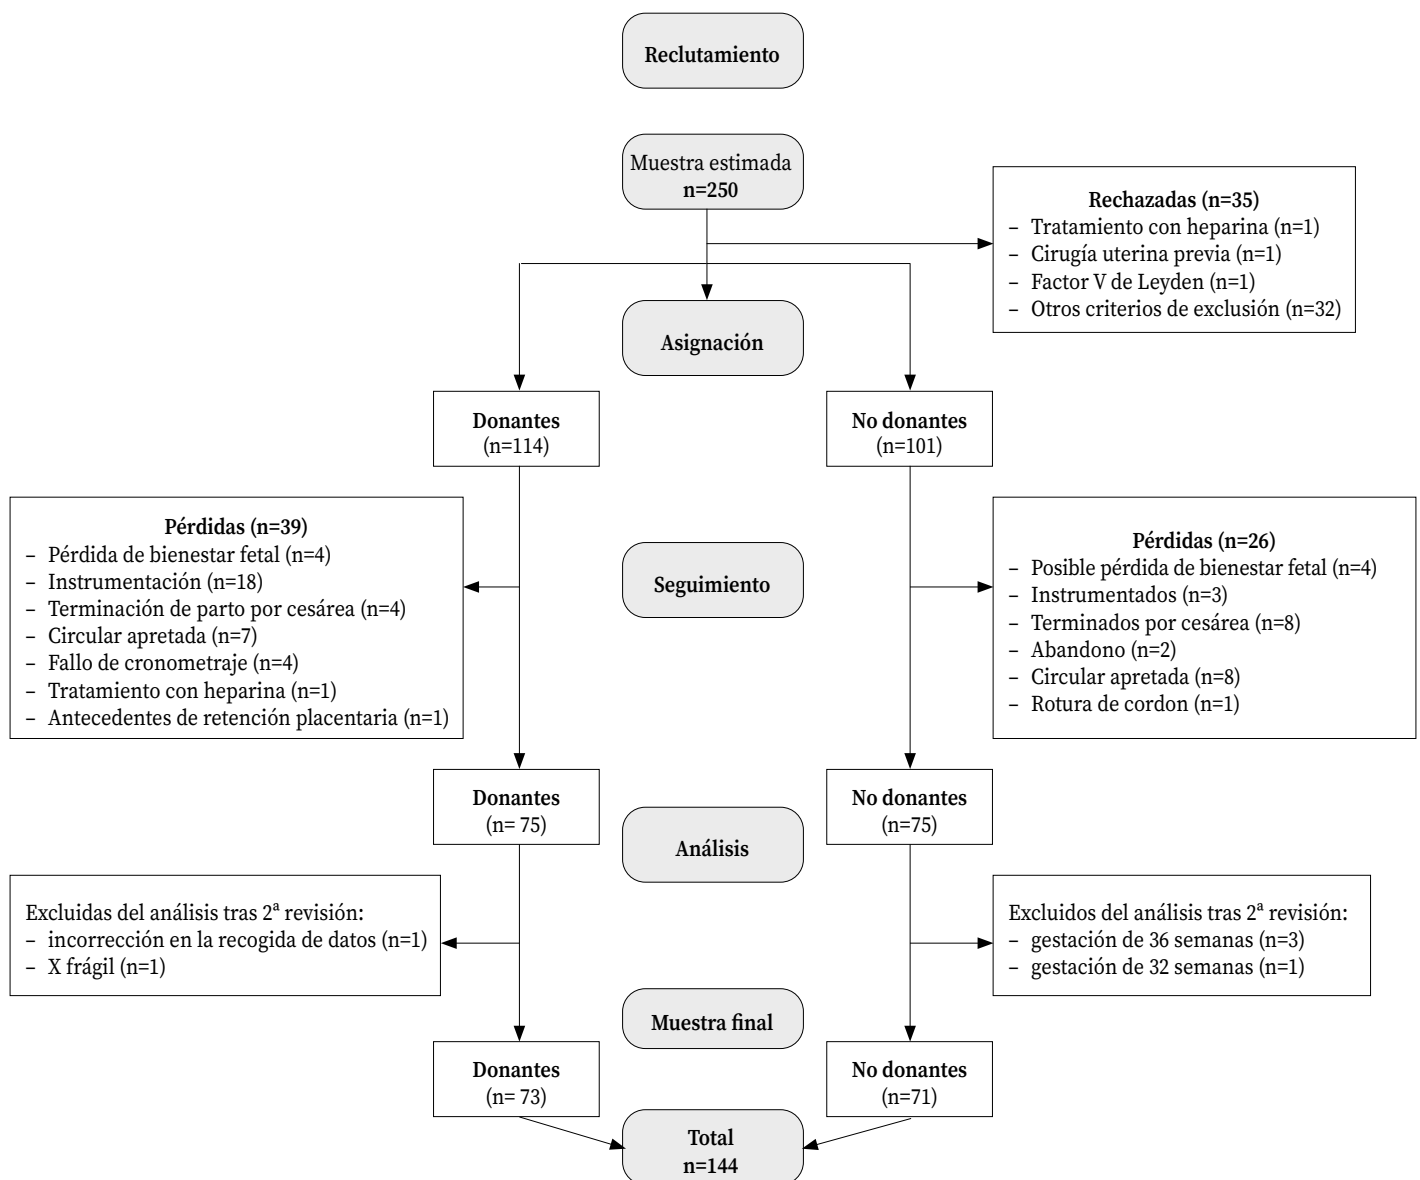 Reclutamiento
Muestra estimada
n=250
Rechazadas (n=35)
– Tratamiento con heparina (n=1)
– Cirugía uterina previa (n=1)
– Factor V de Leyden (n=1)
– Otros criterios de exclusión (n=32)
Asignación
Donantes
(n=114)
No donantes
(n=101)
Pérdidas (n=39)
– Pérdida de bienestar fetal (n=4)
– Instrumentación (n=18)
– Terminación de parto por cesárea (n=4)
– Circular apretada (n=7)
– Fallo de cronometraje (n=4)
– Tratamiento con heparina (n=1)
– Antecedentes de retención placentaria (n=1)
Seguimiento
Pérdidas (n=26)
– Posible pérdida de bienestar fetal (n=4)
– Instrumentados (n=3)
– Terminados por cesárea (n=8)
– Abandono (n=2)
– Circular apretada (n=8)
– Rotura de cordon (n=1)
Donantes
(n= 75)
No donantes
(n=75)
Análisis
Excluidas del análisis tras 2ª revisión:
– incorrección en la recogida de datos (n=1)
– X frágil (n=1)
Excluidos del análisis tras 2ª revisión:
– gestación de 36 semanas (n=3)
– gestación de 32 semanas (n=1)
Muestra final
Donantes
(n= 73)
No donantes
(n=71)
Total
n=144